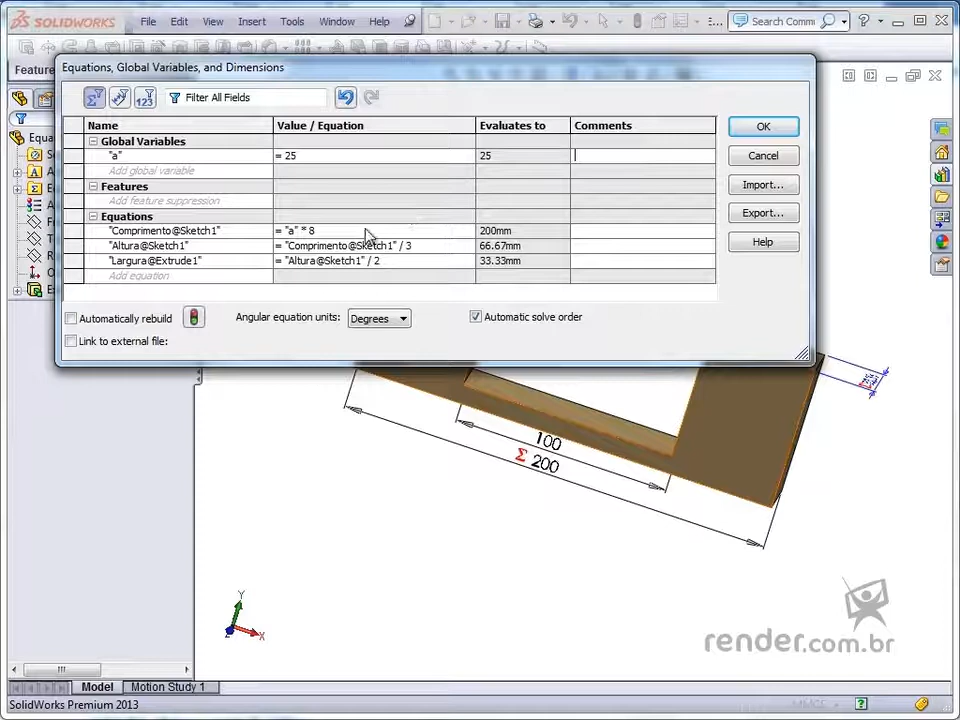 SOLIDWORKS File Edit View Insert Tools Window Help ... Search Comm
Feature
Equations, Global Variables, and Dimensions
Filter All Fields
Name Value / Equation Evaluates to Comments
Global Variables
"a" = 25 25
Add global variable
Features
Add feature suppression
Equations
"Comprimento@Sketch1" = "a" * 8 200mm
"Altura@Sketch1" = "Comprimento@Sketch1" / 3 66.67mm
"Largura@Extrude1" = "Altura@Sketch1" / 2 33.33mm
Add equation
OK
Cancel
Import...
Export...
Help
Automatically rebuild Angular equation units: Degrees Automatic solve order
Link to external file:
Equa
100
Σ 200
Y
X
Z
render.com.br
Model Motion Study 1
SolidWorks Premium 2013